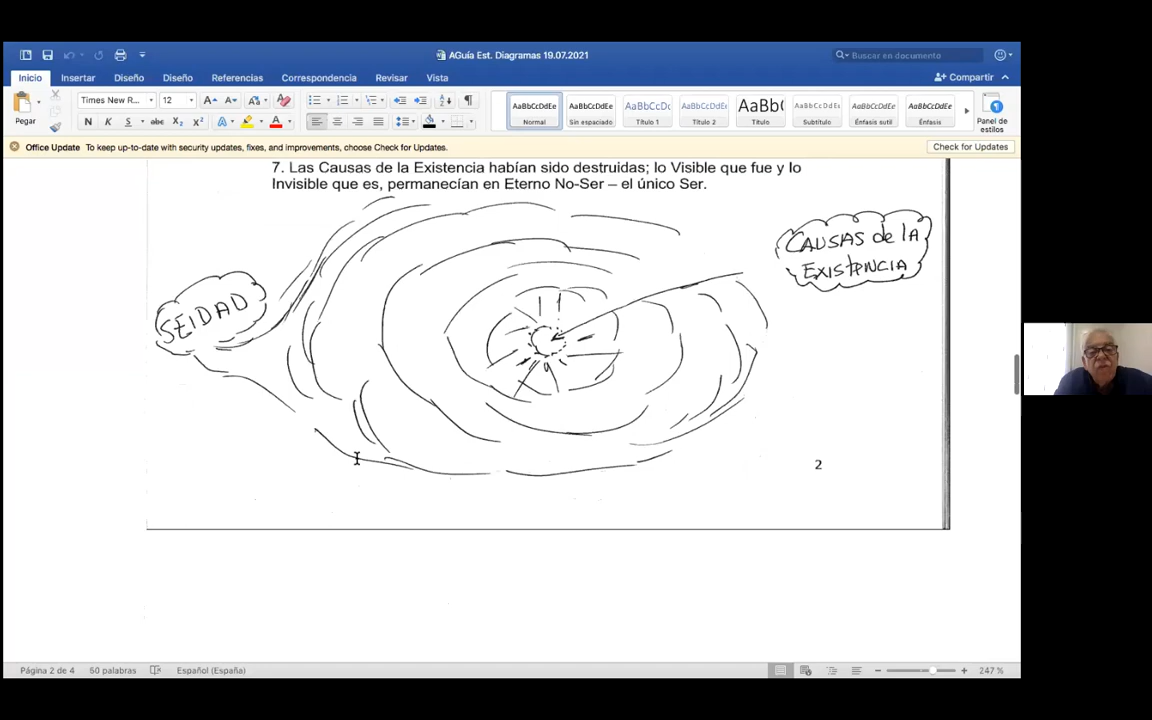 AGuía Est. Diagramas 19.07.2021
Buscar en documento
Inicio Insertar Diseño Diseño Referencias Correspondencia Revisar Vista
Compartir
Pegar
Times New R... 12
N K S abc X₂ X²
AaBbCcDdEe AaBbCcDdEe AaBbCcDc AaBbCcDdEe AaBb( AaBbCcDdEe AaBbCcDdEe AaBbCcDdEe
Normal Sin espaciado Título 1 Título 2 Título Subtítulo Énfasis sutil Énfasis
Panel de
estilos
Office Update To keep up-to-date with security updates, fixes, and improvements, choose Check for Updates.
Check for Updates
7. Las Causas de la Existencia habían sido destruidas; lo Visible que fue y lo
Invisible que es, permanecían en Eterno No-Ser – el único Ser.
CAUSAS de la
EXISTENCIA
SEIDAD
2
Página 2 de 4 50 palabras Español (España)
247 %